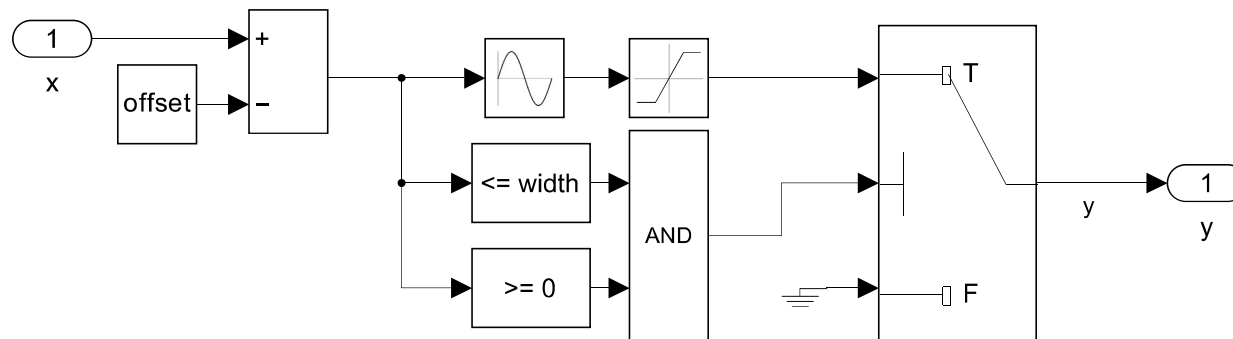 1
x
offset
+
−
<= width
>= 0
AND
T
F
y
1
y